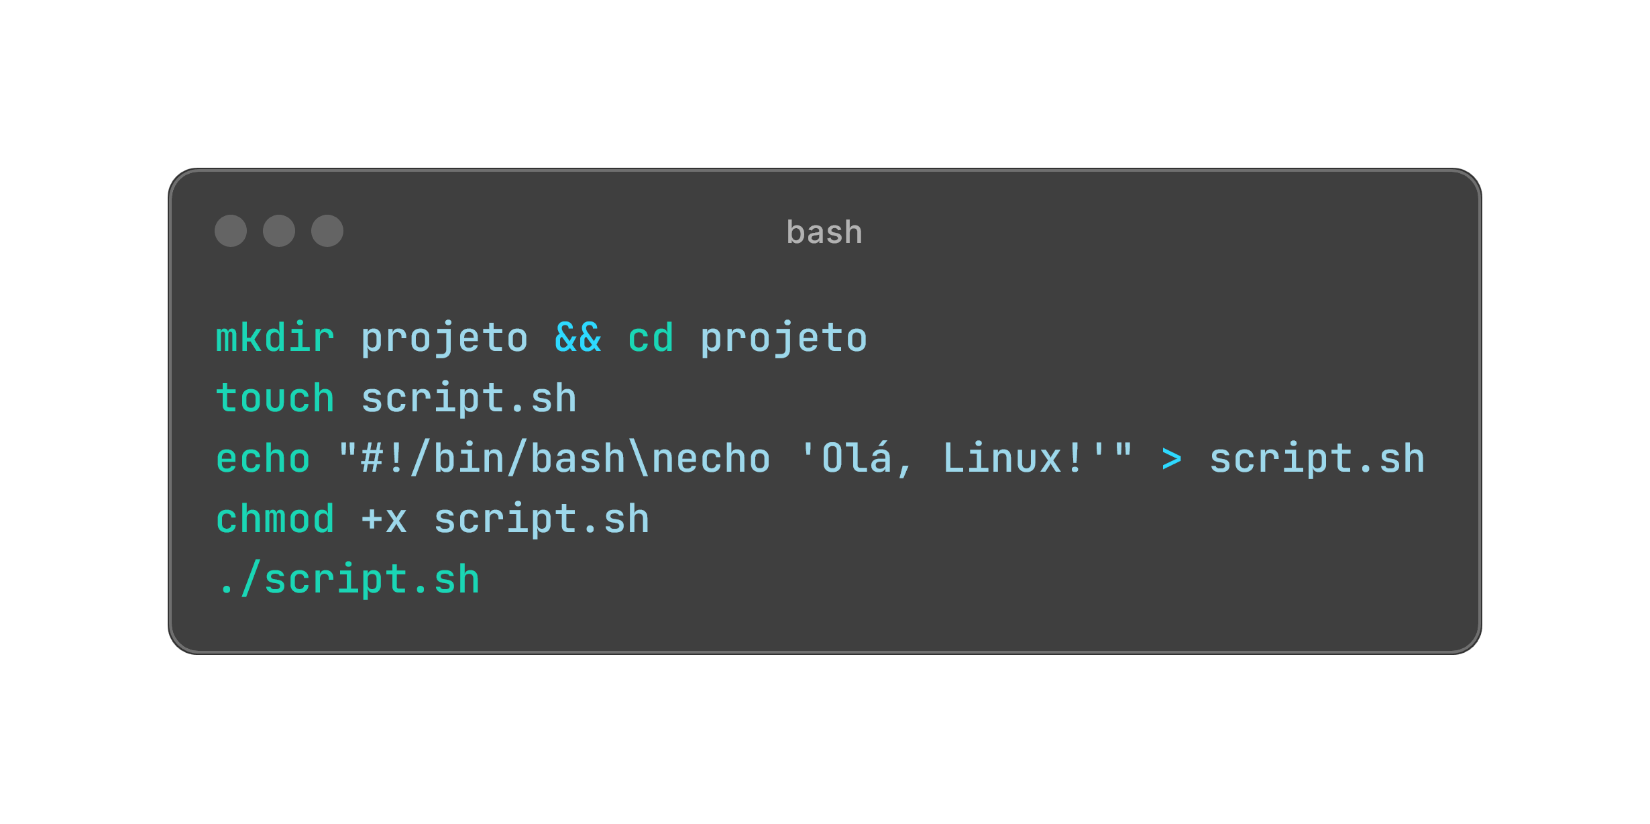 bash
mkdir projeto && cd projeto
touch script.sh
echo "#!/bin/bash\necho 'Olá, Linux!'" > script.sh
chmod +x script.sh
./script.sh